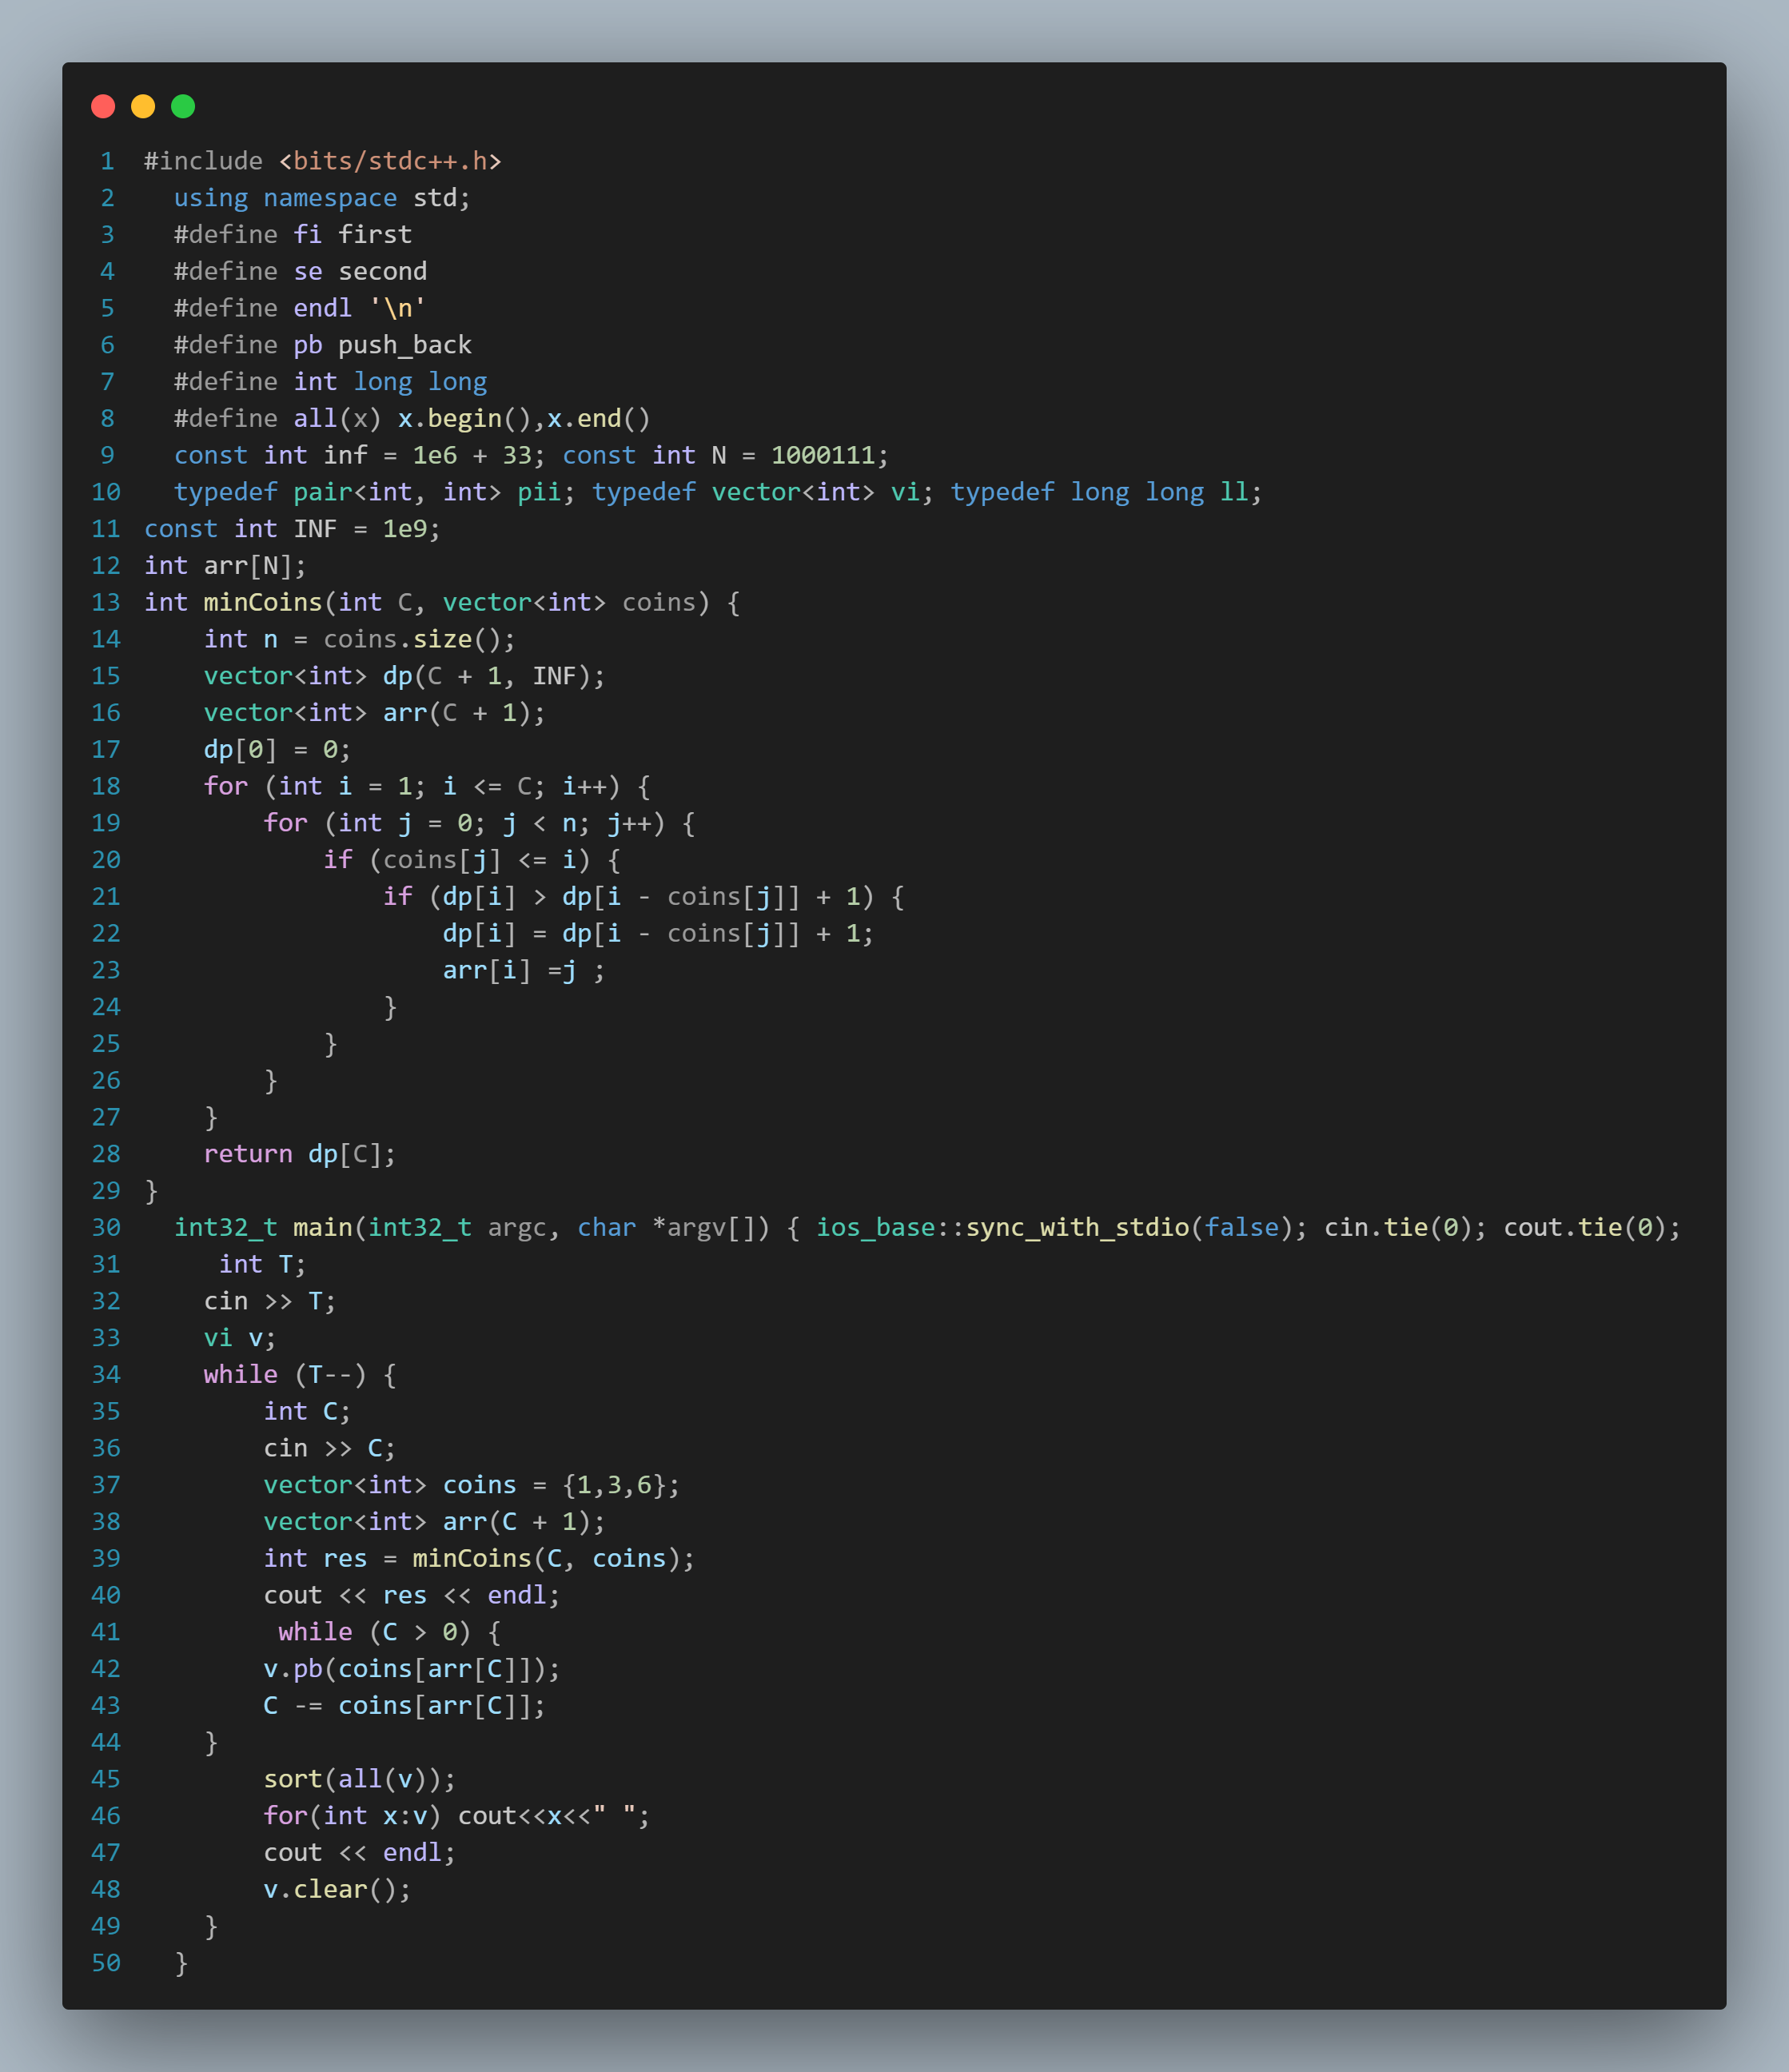 1 #include <bits/stdc++.h>
2   using namespace std;
3   #define fi first
4   #define se second
5   #define endl '\n'
6   #define pb push_back
7   #define int long long
8   #define all(x) x.begin(),x.end()
9   const int inf = 1e6 + 33; const int N = 1000111;
10   typedef pair<int, int> pii; typedef vector<int> vi; typedef long long ll;
11 const int INF = 1e9;
12 int arr[N];
13 int minCoins(int C, vector<int> coins) {
14     int n = coins.size();
15     vector<int> dp(C + 1, INF);
16     vector<int> arr(C + 1);
17     dp[0] = 0;
18     for (int i = 1; i <= C; i++) {
19         for (int j = 0; j < n; j++) {
20             if (coins[j] <= i) {
21                 if (dp[i] > dp[i - coins[j]] + 1) {
22                     dp[i] = dp[i - coins[j]] + 1;
23                     arr[i] =j ;
24                 }
25             }
26         }
27     }
28     return dp[C];
29 }
30   int32_t main(int32_t argc, char *argv[]) { ios_base::sync_with_stdio(false); cin.tie(0); cout.tie(0);
31      int T;
32     cin >> T;
33     vi v;
34     while (T--) {
35         int C;
36         cin >> C;
37         vector<int> coins = {1,3,6};
38         vector<int> arr(C + 1);
39         int res = minCoins(C, coins);
40         cout << res << endl;
41          while (C > 0) {
42         v.pb(coins[arr[C]]);
43         C -= coins[arr[C]];
44     }
45         sort(all(v));
46         for(int x:v) cout<<x<<" ";
47         cout << endl;
48         v.clear();
49     }
50   }